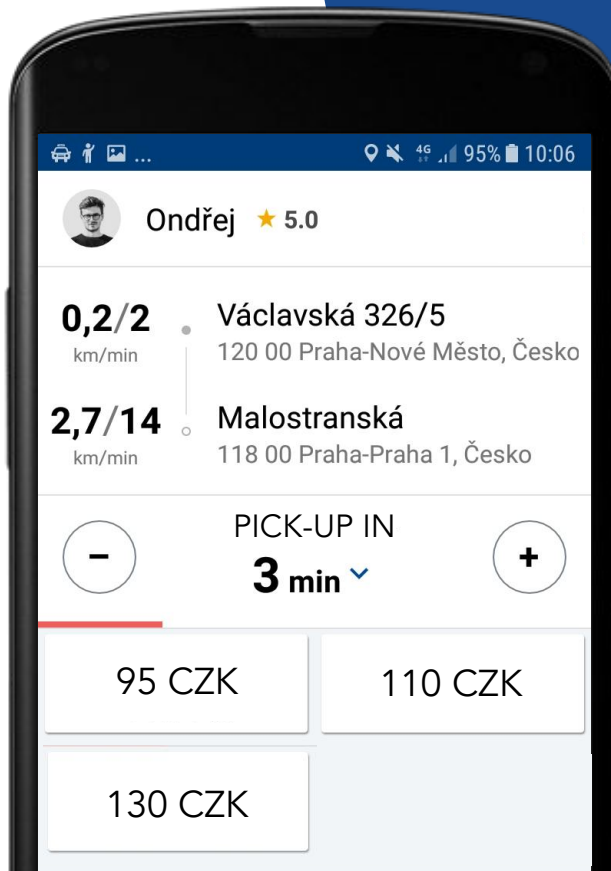 ... 4G 95% 10:06
Ondřej ★ 5.0
0,2/2 Václavská 326/5
km/min 120 00 Praha-Nové Město, Česko
2,7/14 Malostranská
km/min 118 00 Praha-Praha 1, Česko
PICK-UP IN
− 3 min +
95 CZK 110 CZK
130 CZK